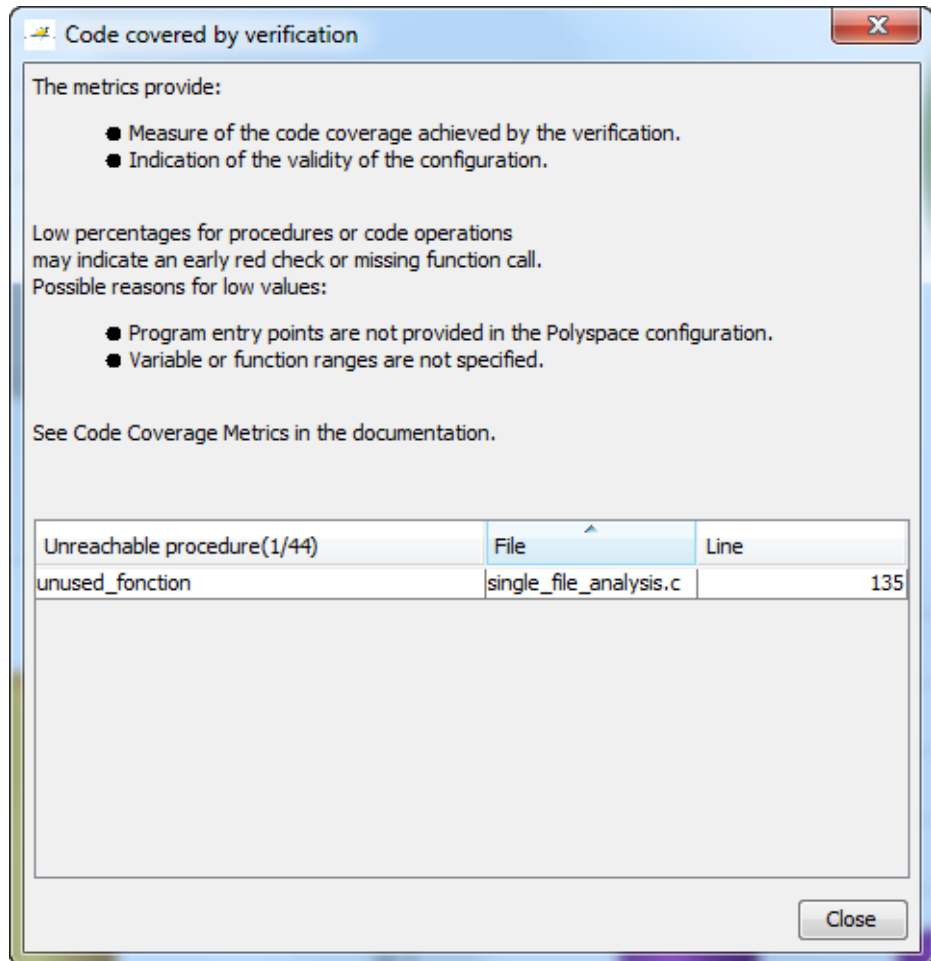 Code covered by verification
The metrics provide:
Measure of the code coverage achieved by the verification.
Indication of the validity of the configuration.
Low percentages for procedures or code operations
may indicate an early red check or missing function call.
Possible reasons for low values:
Program entry points are not provided in the Polyspace configuration.
Variable or function ranges are not specified.
See Code Coverage Metrics in the documentation.
Unreachable procedure(1/44) File Line
unused_fonction single_file_analysis.c 135
Close